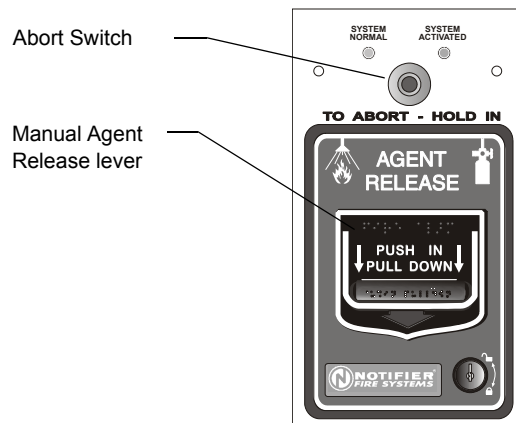 Abort Switch
SYSTEM NORMAL
SYSTEM ACTIVATED
TO ABORT - HOLD IN
Manual Agent
Release lever
AGENT
RELEASE
PUSH IN
PULL DOWN
NOTIFIER®
FIRE SYSTEMS